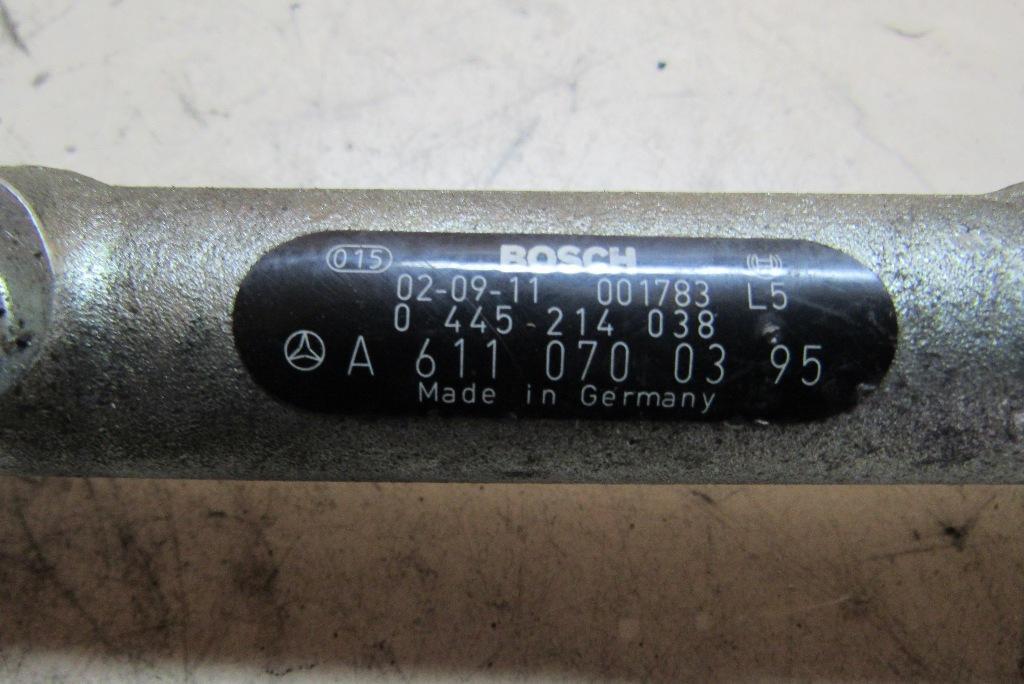 015 BOSCH
02-09-11 001783 L5
0 445 214 038
A 611 070 03 95
Made in Germany